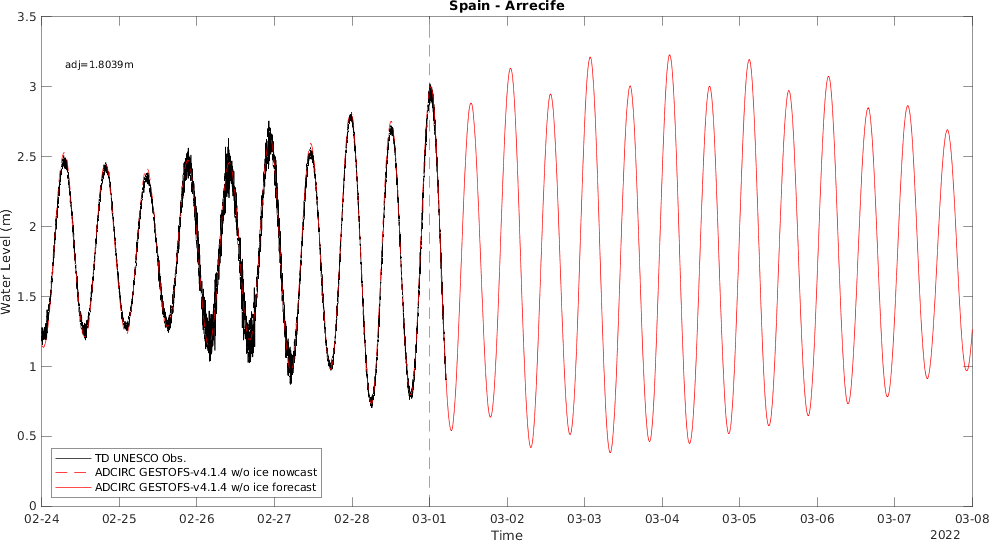 Spain - Arrecife
3.5
3
2.5
2
1.5
1
0.5
0
Water Level (m)
adj=1.8039m
TD UNESCO Obs.
ADCIRC GESTOFS-v4.1.4 w/o ice nowcast
ADCIRC GESTOFS-v4.1.4 w/o ice forecast
02-24 02-25 02-26 02-27 02-28 03-01 03-02 03-03 03-04 03-05 03-06 03-07 03-08
Time
2022